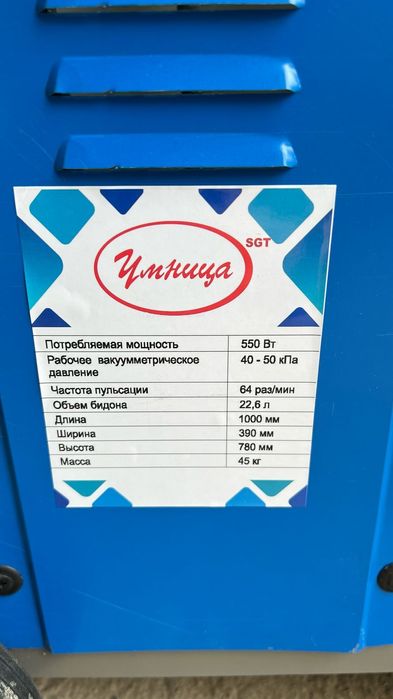 Умница
SGT
Потребляемая мощность 550 Вт
Рабочее вакуумметрическое 40 - 50 кПа
давление
Частота пульсации 64 раз/мин
Объем бидона 22,6 л
Длина 1000 мм
Ширина 390 мм
Высота 780 мм
Масса 45 кг